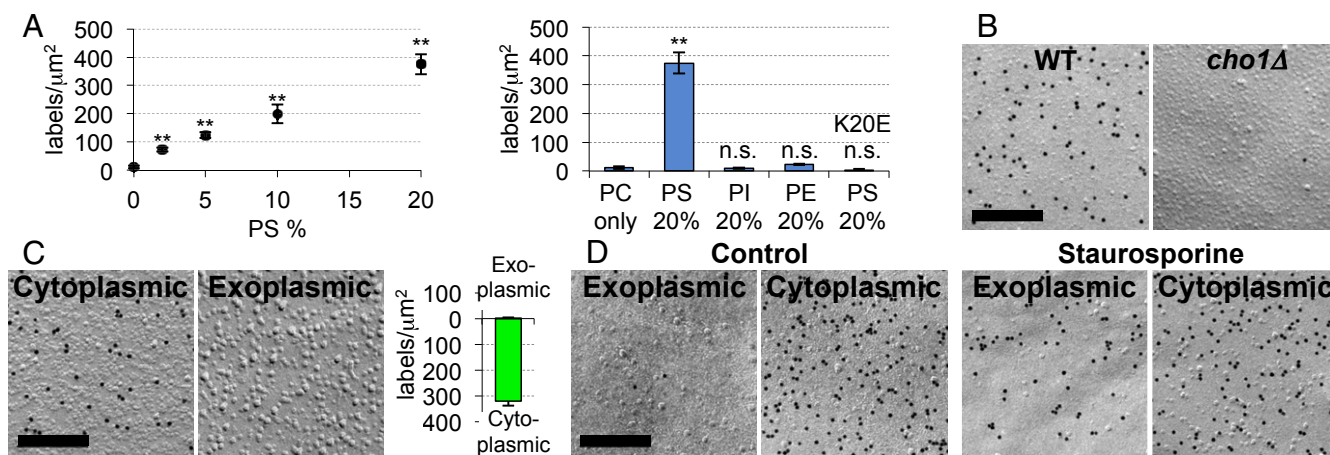 A
labels/μm²
500
400
300
200
100
0
**
**
**
**
0
5
10
15
20
PS %
labels/μm²
500
400
300
200
100
0
**
n.s.
n.s.
K20E
n.s.
PC only
PS 20%
PI 20%
PE 20%
PS 20%
B
WT
cho1Δ
C
Cytoplasmic
Exoplasmic
labels/μm²
Exo-
plasmic
100
0
100
200
300
400
Cyto-
plasmic
D
Control
Exoplasmic
Cytoplasmic
Staurosporine
Exoplasmic
Cytoplasmic